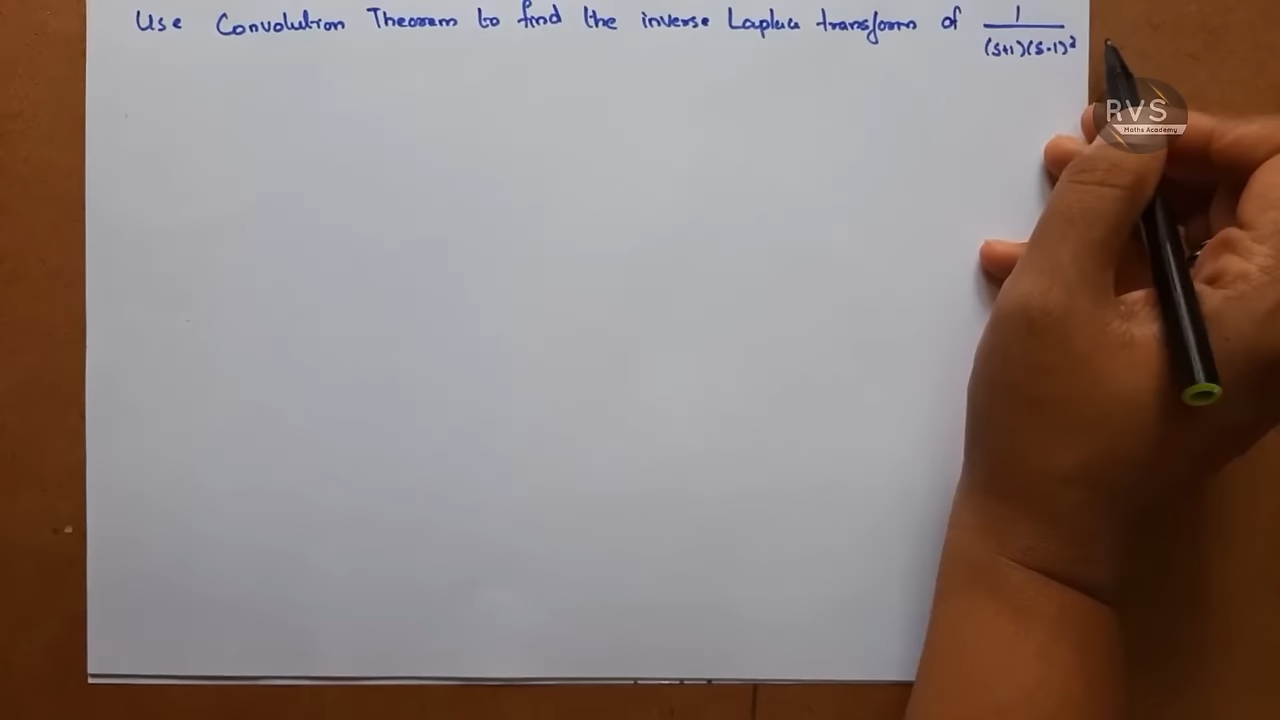 Use Convolution Theorem to find the inverse Laplace transform of 1/((s+1)(s-1)²)
RVS
Maths Academy